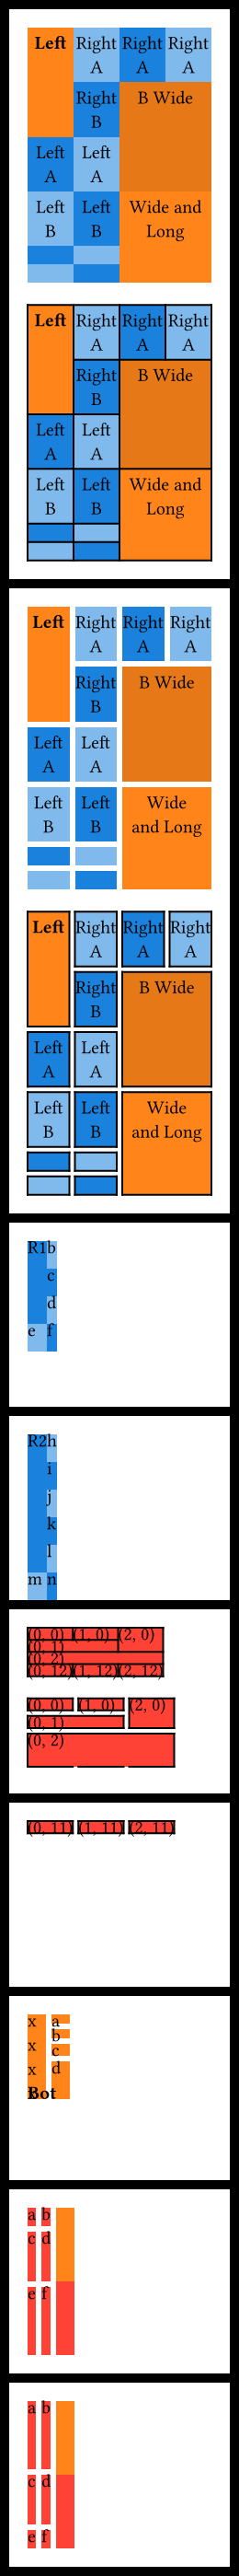 Left Right Right Right
A A A
Right B Wide
B
Left Left
A A
Left Left Wide and
B B Long
Left Right Right Right
A A A
Right B Wide
B
Left Left
A A
Left Left Wide and
B B Long
Left Right Right Right
A A A
Right B Wide
B
Left Left
A A
Left Left Wide
B B and Long
Left Right Right Right
A A A
Right B Wide
B
Left Left
A A
Left Left Wide
B B and Long
R1 b
c
d
e f
R2 h
i
j
k
l
m n
(0, 0) (1, 0) (2, 0)
(0, 1)
(0, 2)
(0, 12) (1, 12) (2, 12)
(0, 0) (1, 0) (2, 0)
(0, 1)
(0, 2)
(0, 11) (1, 11) (2, 11)
x a
x b
c
x d
Bot
a b
c d
e f
a b
c d
e f